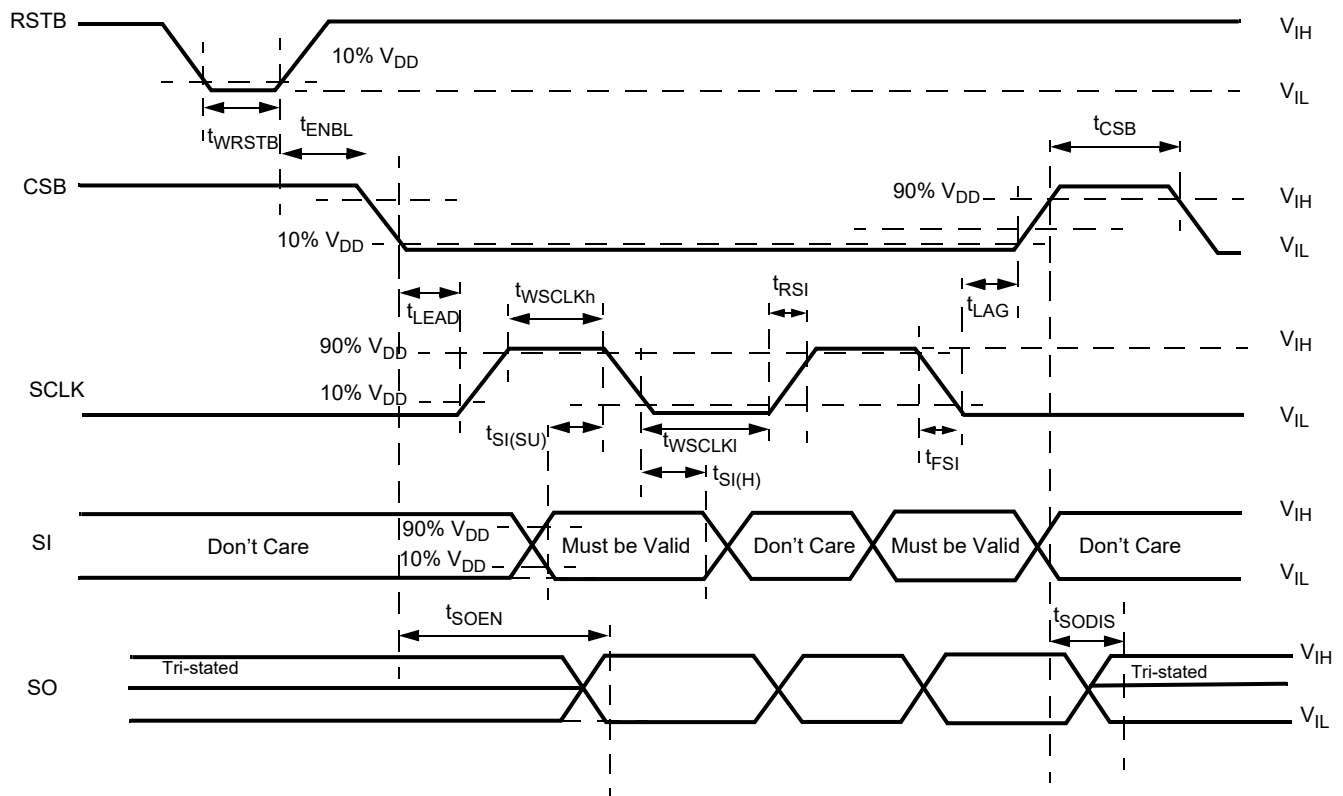 RSTB
V_IH
10% V_DD
V_IL
t_WRSTB
t_ENBL
t_CSB
CSB
90% V_DD
V_IH
10% V_DD
V_IL
t_LEAD
t_WSCLKh
t_RSI
t_LAG
90% V_DD
V_IH
SCLK
10% V_DD
V_IL
t_SI(SU)
t_WSCLKl
t_FSI
t_SI(H)
V_IH
SI
Don't Care
90% V_DD
Must be Valid
Don't Care
Must be Valid
Don't Care
10% V_DD
V_IL
t_SOEN
t_SODIS
V_IH
Tri-stated
Tri-stated
SO
V_IL